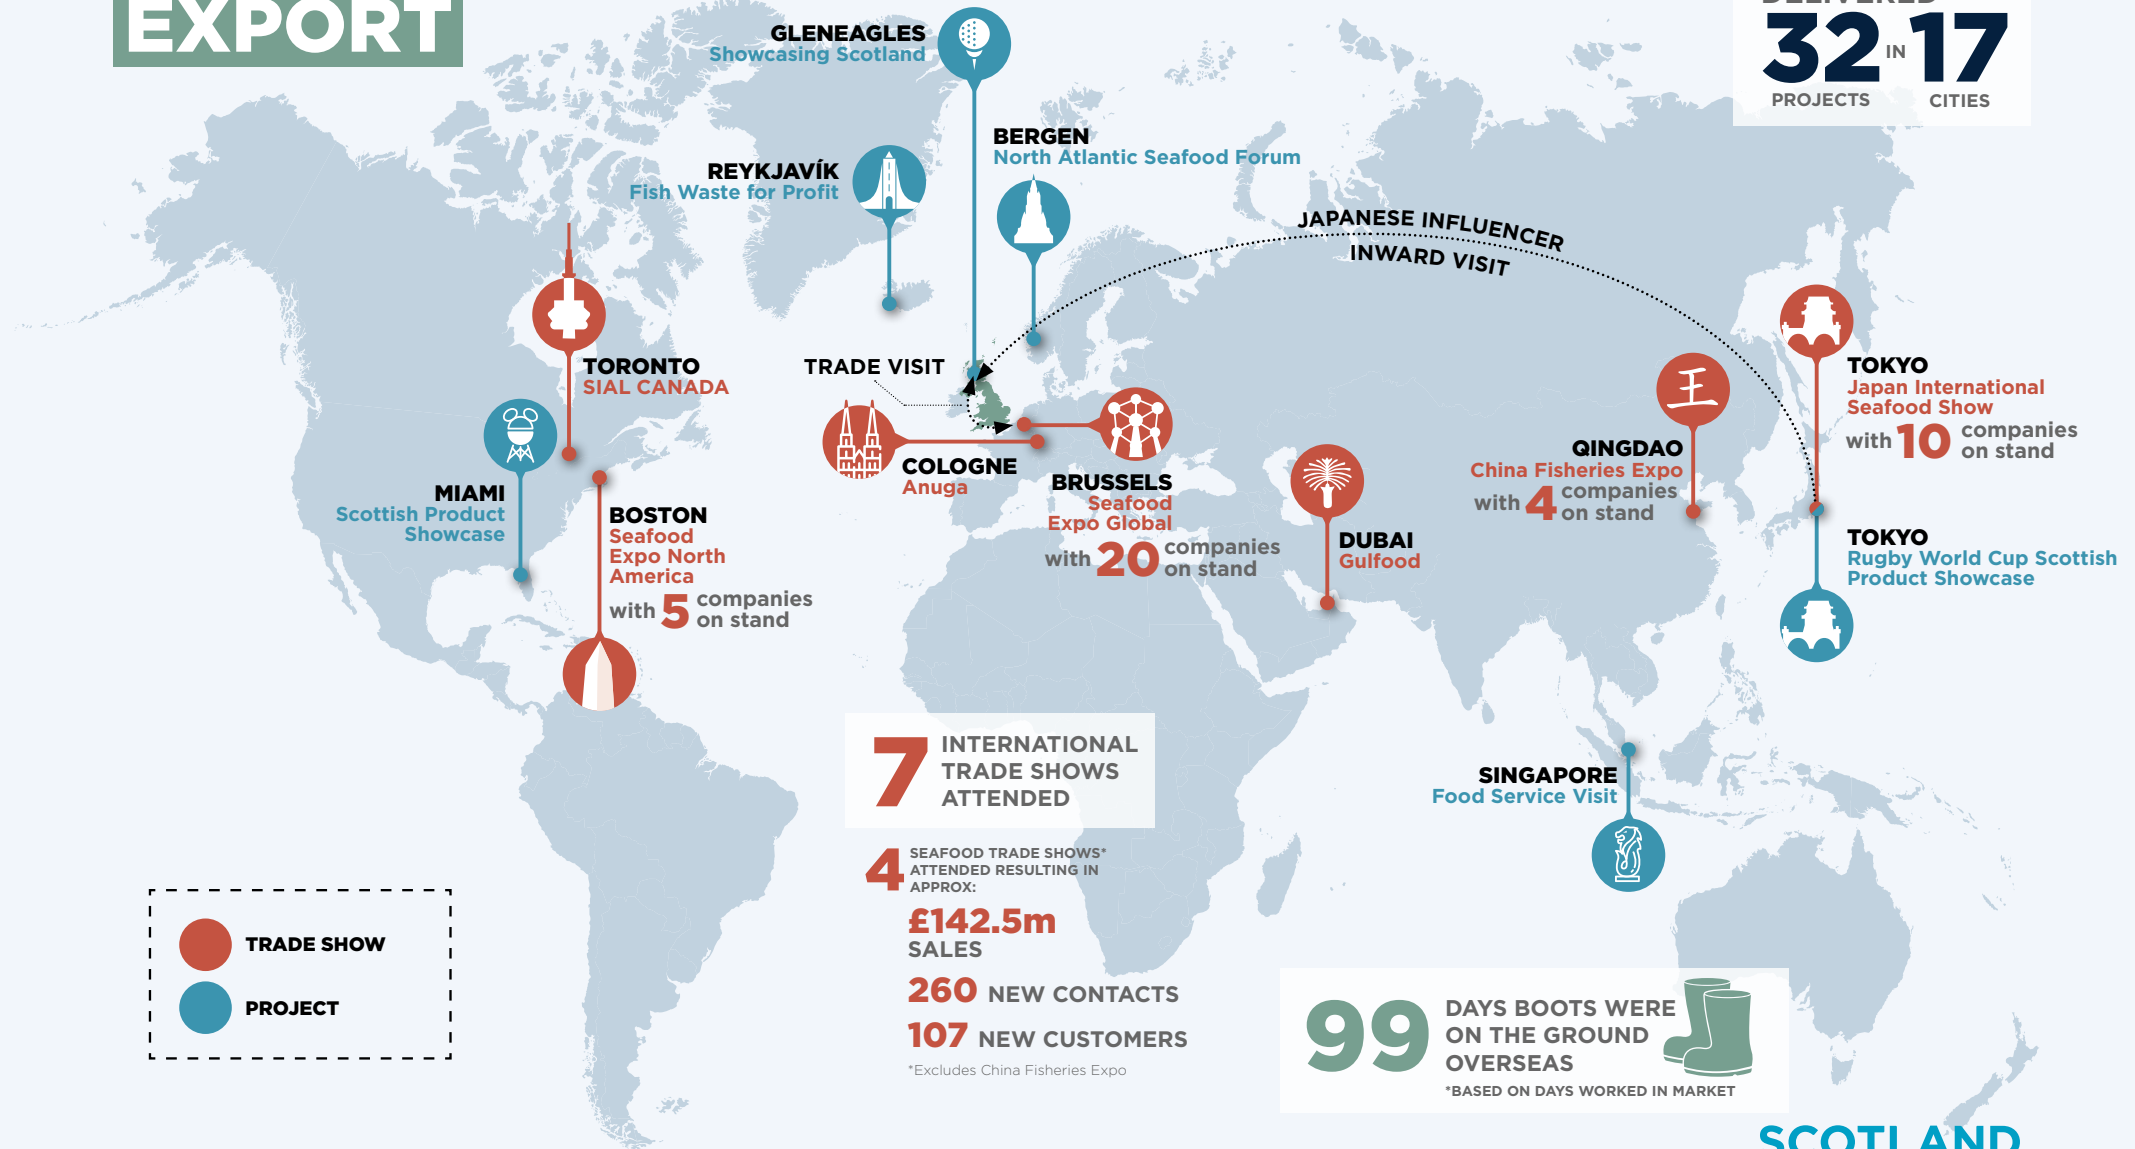 EXPORT
DELIVERED
32 IN 17
PROJECTS CITIES
GLENEAGLES
Showcasing Scotland
BERGEN
North Atlantic Seafood Forum
REYKJAVÍK
Fish Waste for Profit
JAPANESE INFLUENCER
INWARD VISIT
TORONTO
SIAL CANADA
TRADE VISIT
MIAMI
Scottish Product
Showcase
BOSTON
Seafood
Expo North
America
with 5 companies
on stand
COLOGNE
Anuga
BRUSSELS
Seafood
Expo Global
with 20 companies
on stand
DUBAI
Gulfood
QINGDAO
China Fisheries Expo
with 4 companies
on stand
王
TOKYO
Japan International
Seafood Show
with 10 companies
on stand
TOKYO
Rugby World Cup Scottish
Product Showcase
SINGAPORE
Food Service Visit
7 INTERNATIONAL
TRADE SHOWS
ATTENDED
4 SEAFOOD TRADE SHOWS*
ATTENDED RESULTING IN
APPROX:
£142.5m
SALES
260 NEW CONTACTS
107 NEW CUSTOMERS
*Excludes China Fisheries Expo
TRADE SHOW
PROJECT
99 DAYS BOOTS WERE
ON THE GROUND
OVERSEAS
*BASED ON DAYS WORKED IN MARKET
SCOTLAND